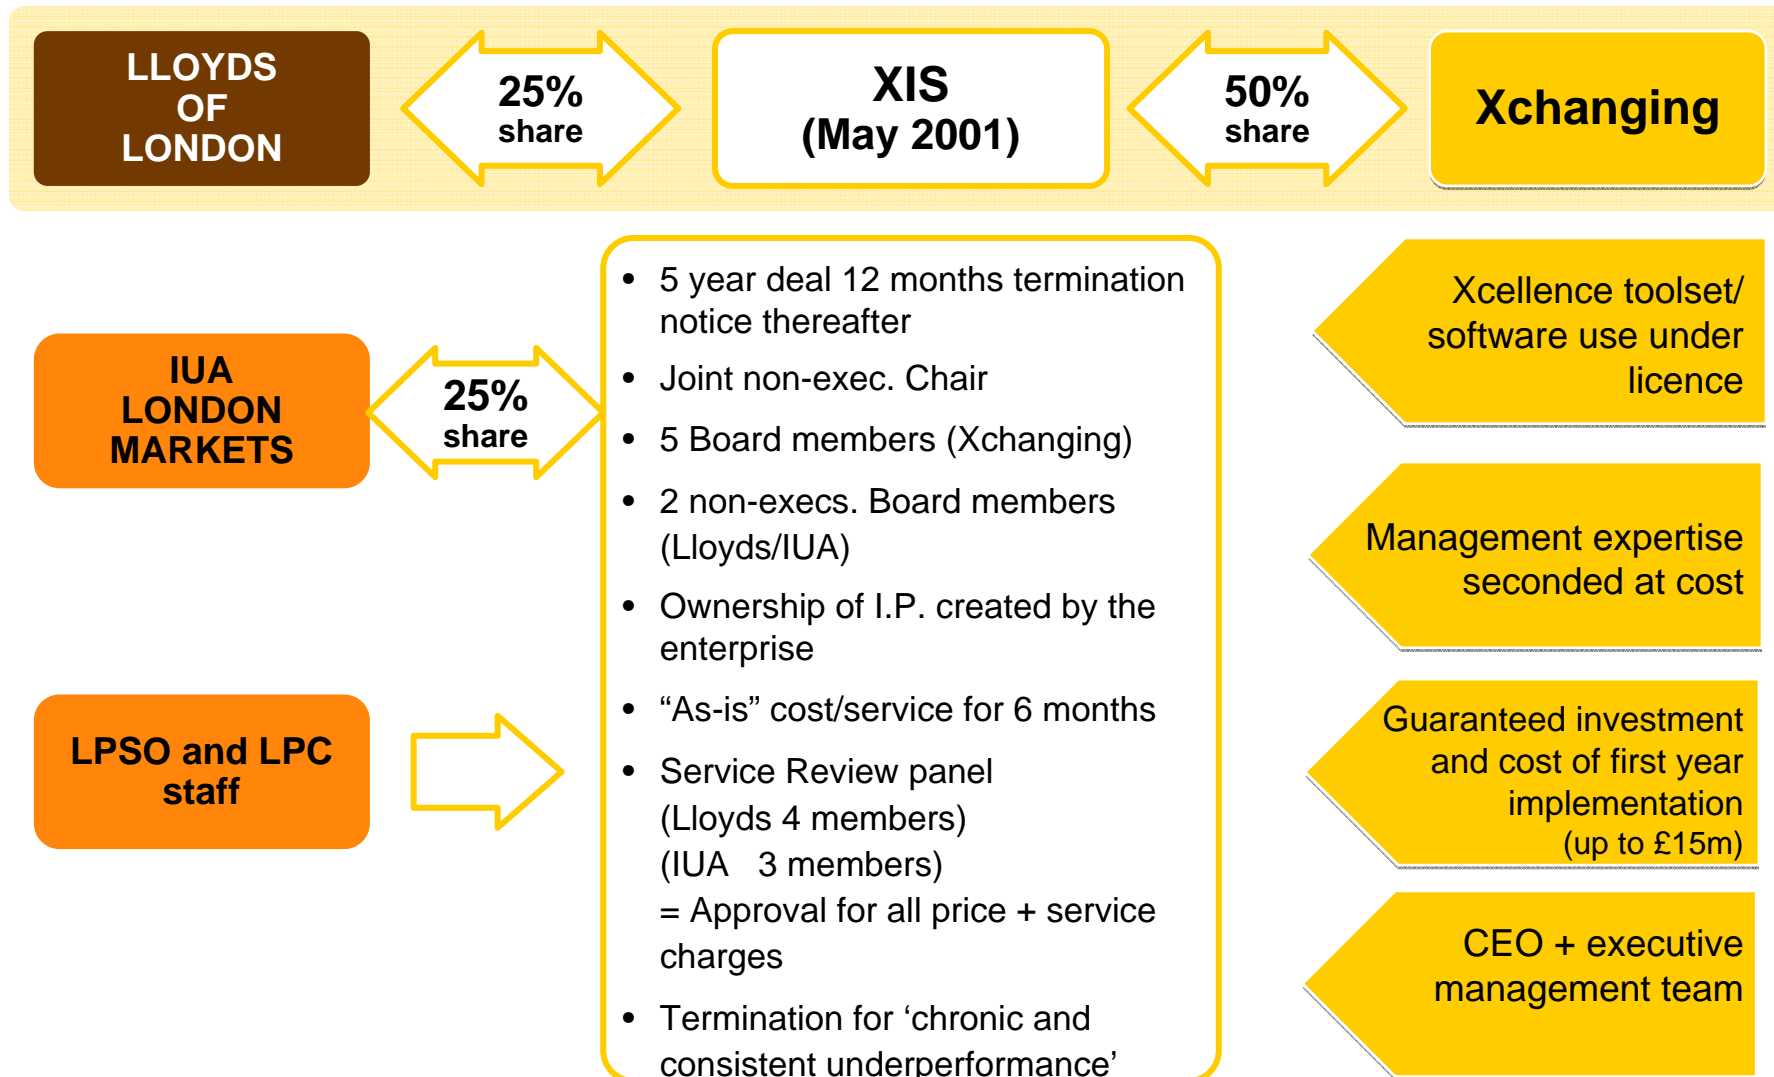 LLOYDS
OF
LONDON
25%
share
XIS
(May 2001)
50%
share
Xchanging
IUA
LONDON
MARKETS
25%
share
LPSO and LPC
staff
• 5 year deal 12 months termination
notice thereafter
• Joint non-exec. Chair
• 5 Board members (Xchanging)
• 2 non-execs. Board members
(Lloyds/IUA)
• Ownership of I.P. created by the
enterprise
• “As-is” cost/service for 6 months
• Service Review panel
(Lloyds 4 members)
(IUA   3 members)
= Approval for all price + service
charges
• Termination for ‘chronic and
consistent underperformance’
Xcellence toolset/
software use under
licence
Management expertise
seconded at cost
Guaranteed investment
and cost of first year
implementation
(up to £15m)
CEO + executive
management team